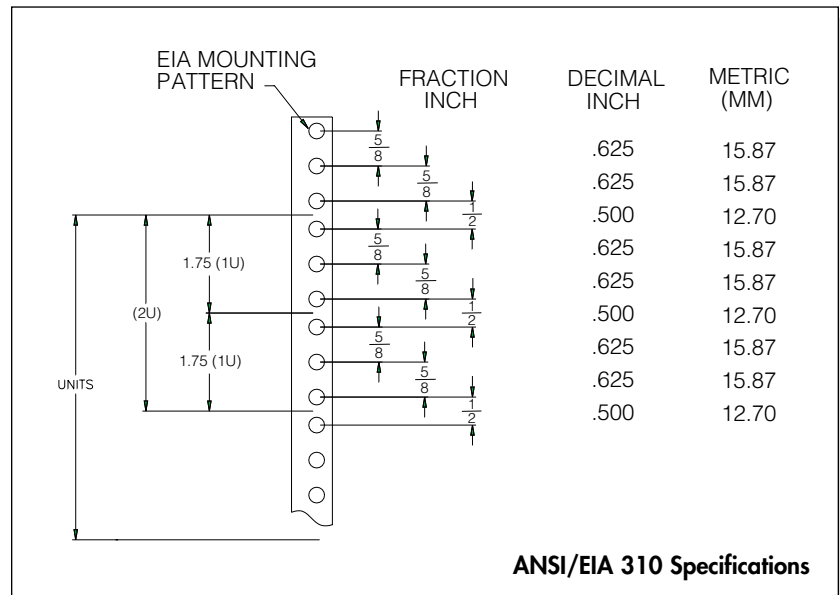 EIA MOUNTING
PATTERN
FRACTION
INCH
DECIMAL
INCH
METRIC
(MM)
5/8 .625 15.87
5/8 .625 15.87
1/2 .500 12.70
5/8 .625 15.87
5/8 .625 15.87
1/2 .500 12.70
5/8 .625 15.87
5/8 .625 15.87
1/2 .500 12.70
1.75 (1U)
(2U)
1.75 (1U)
UNITS
ANSI/EIA 310 Specifications